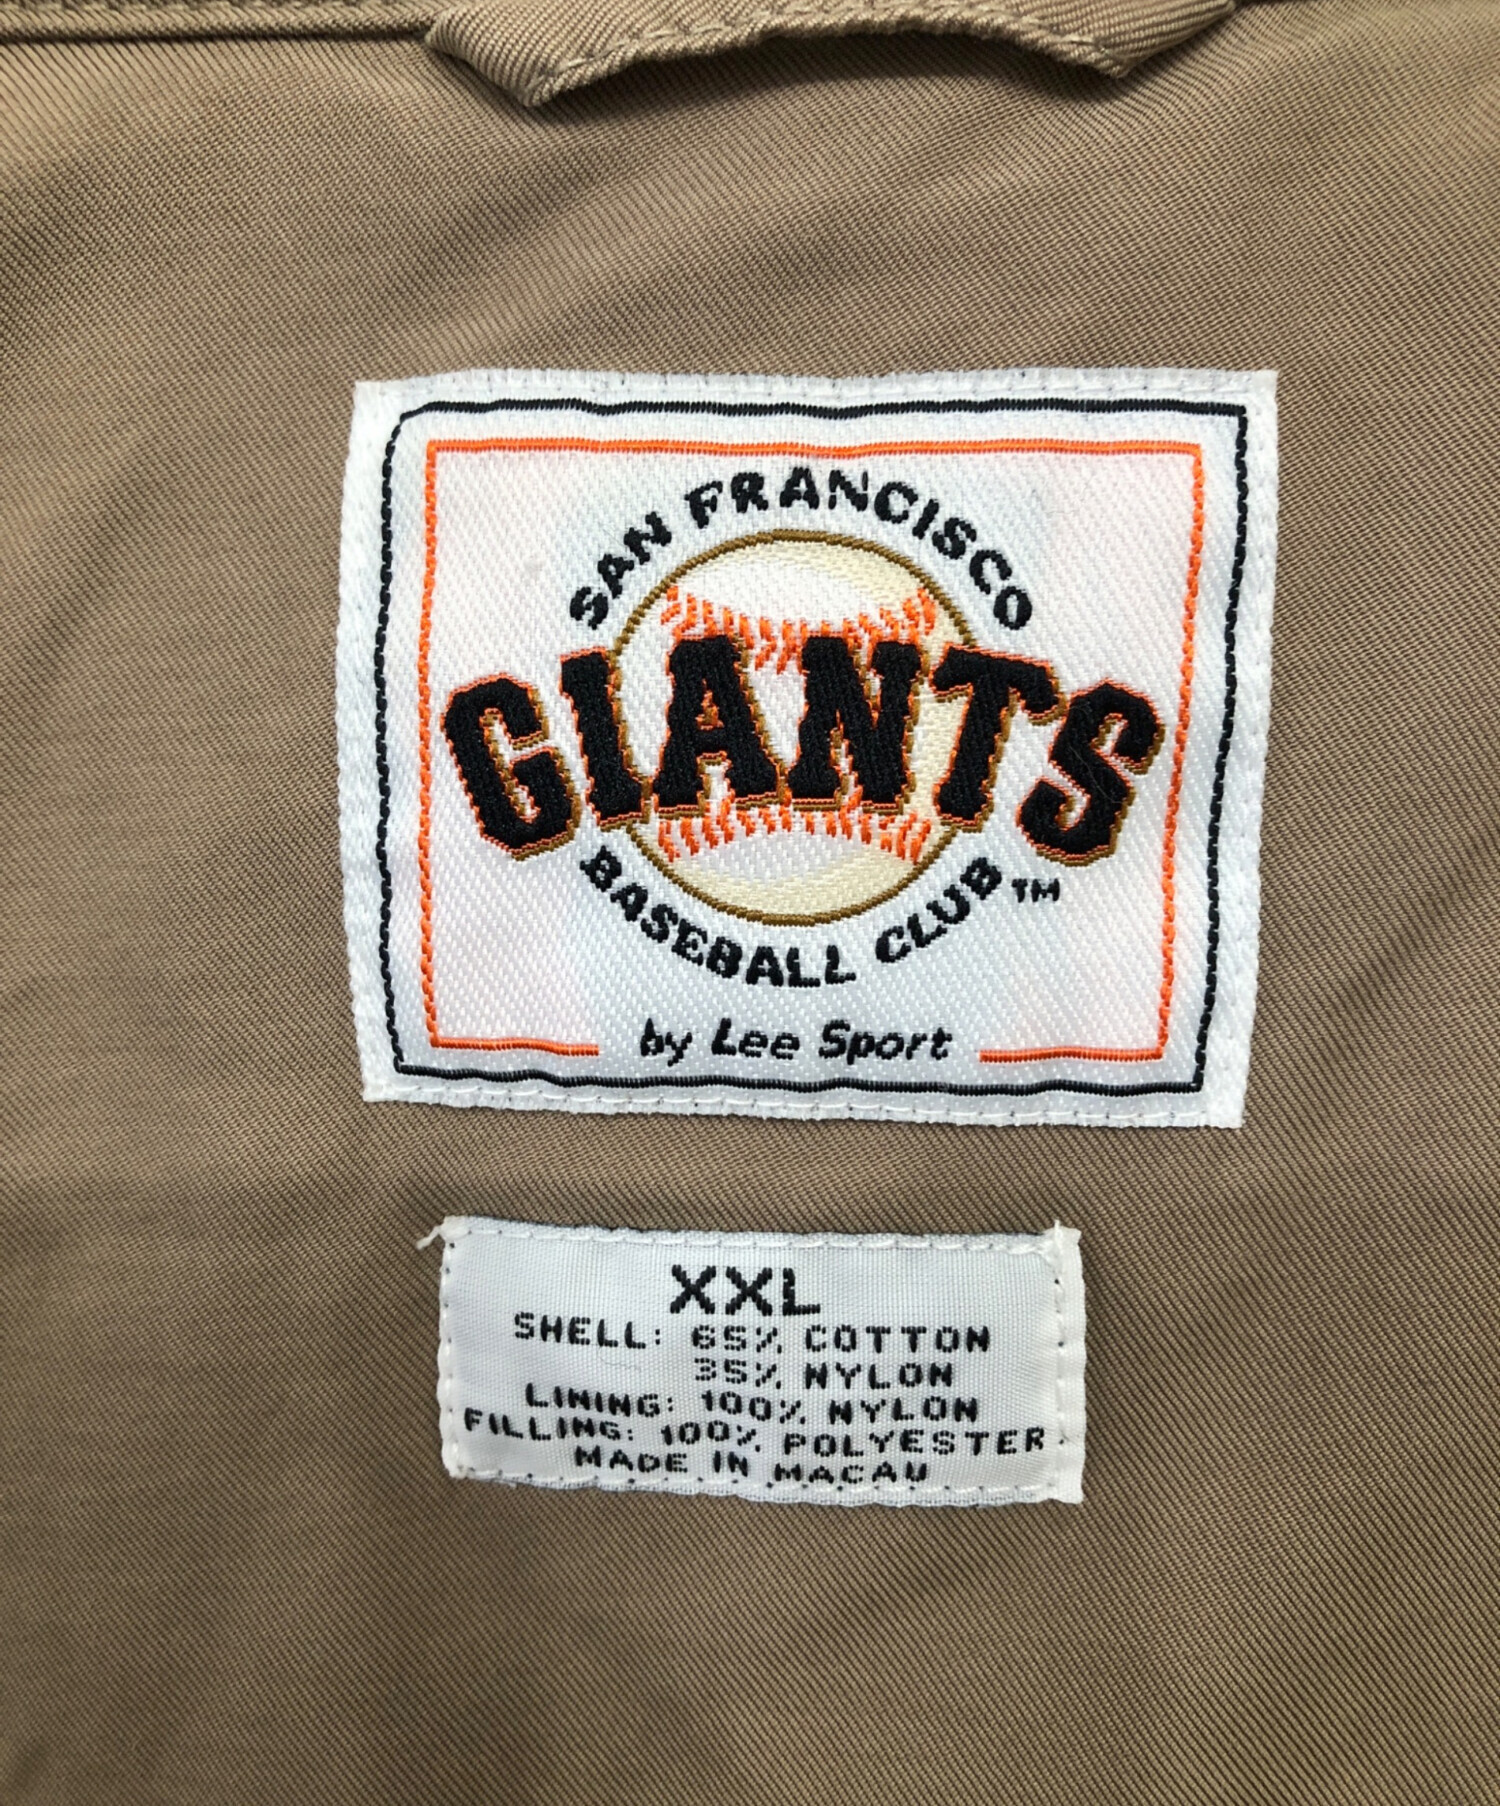 SAN FRANCISCO
GIANTS
BASEBALL CLUB TM
by Lee Sport
XXL
SHELL: 65% COTTON
35% NYLON
LINING: 100% NYLON
FILLING: 100% POLYESTER
MADE IN MACAU